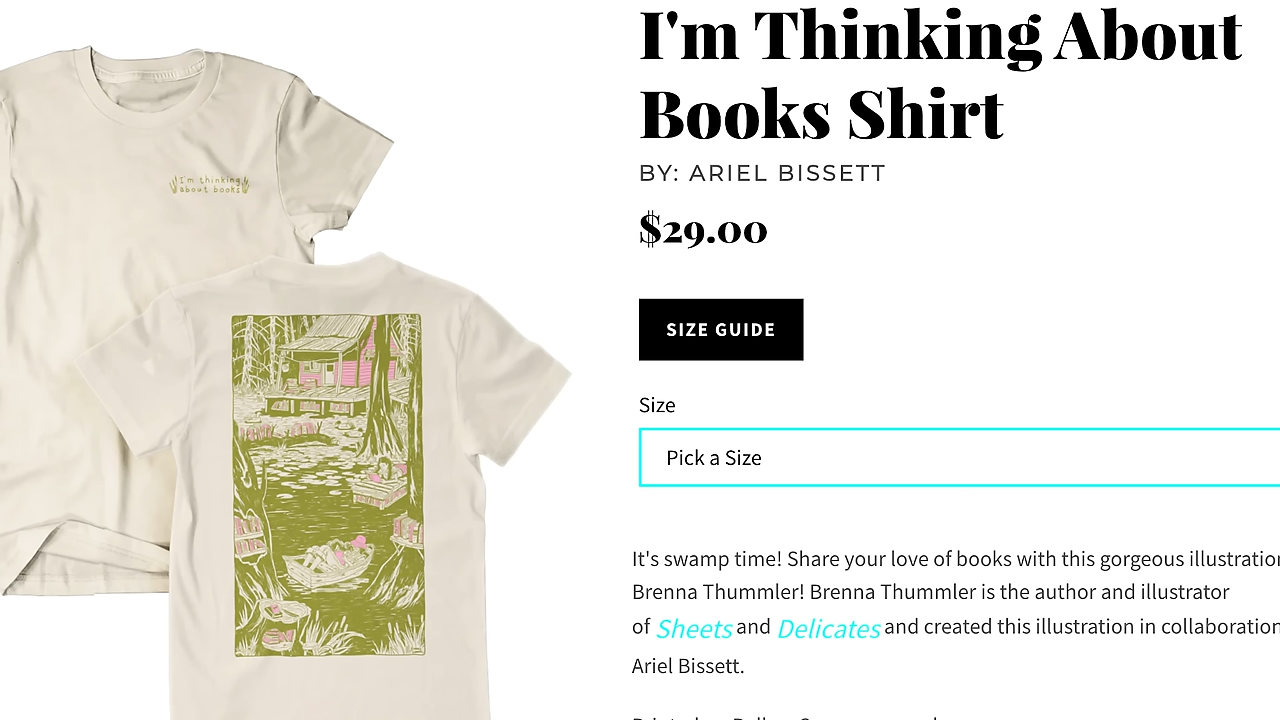 I'm Thinking About
Books Shirt
BY: ARIEL BISSETT
$29.00
I'm thinking
about books
SIZE GUIDE
Size
Pick a Size
It's swamp time! Share your love of books with this gorgeous illustration
Brenna Thummler! Brenna Thummler is the author and illustrator
of Sheets and Delicates and created this illustration in collaboration
Ariel Bissett.